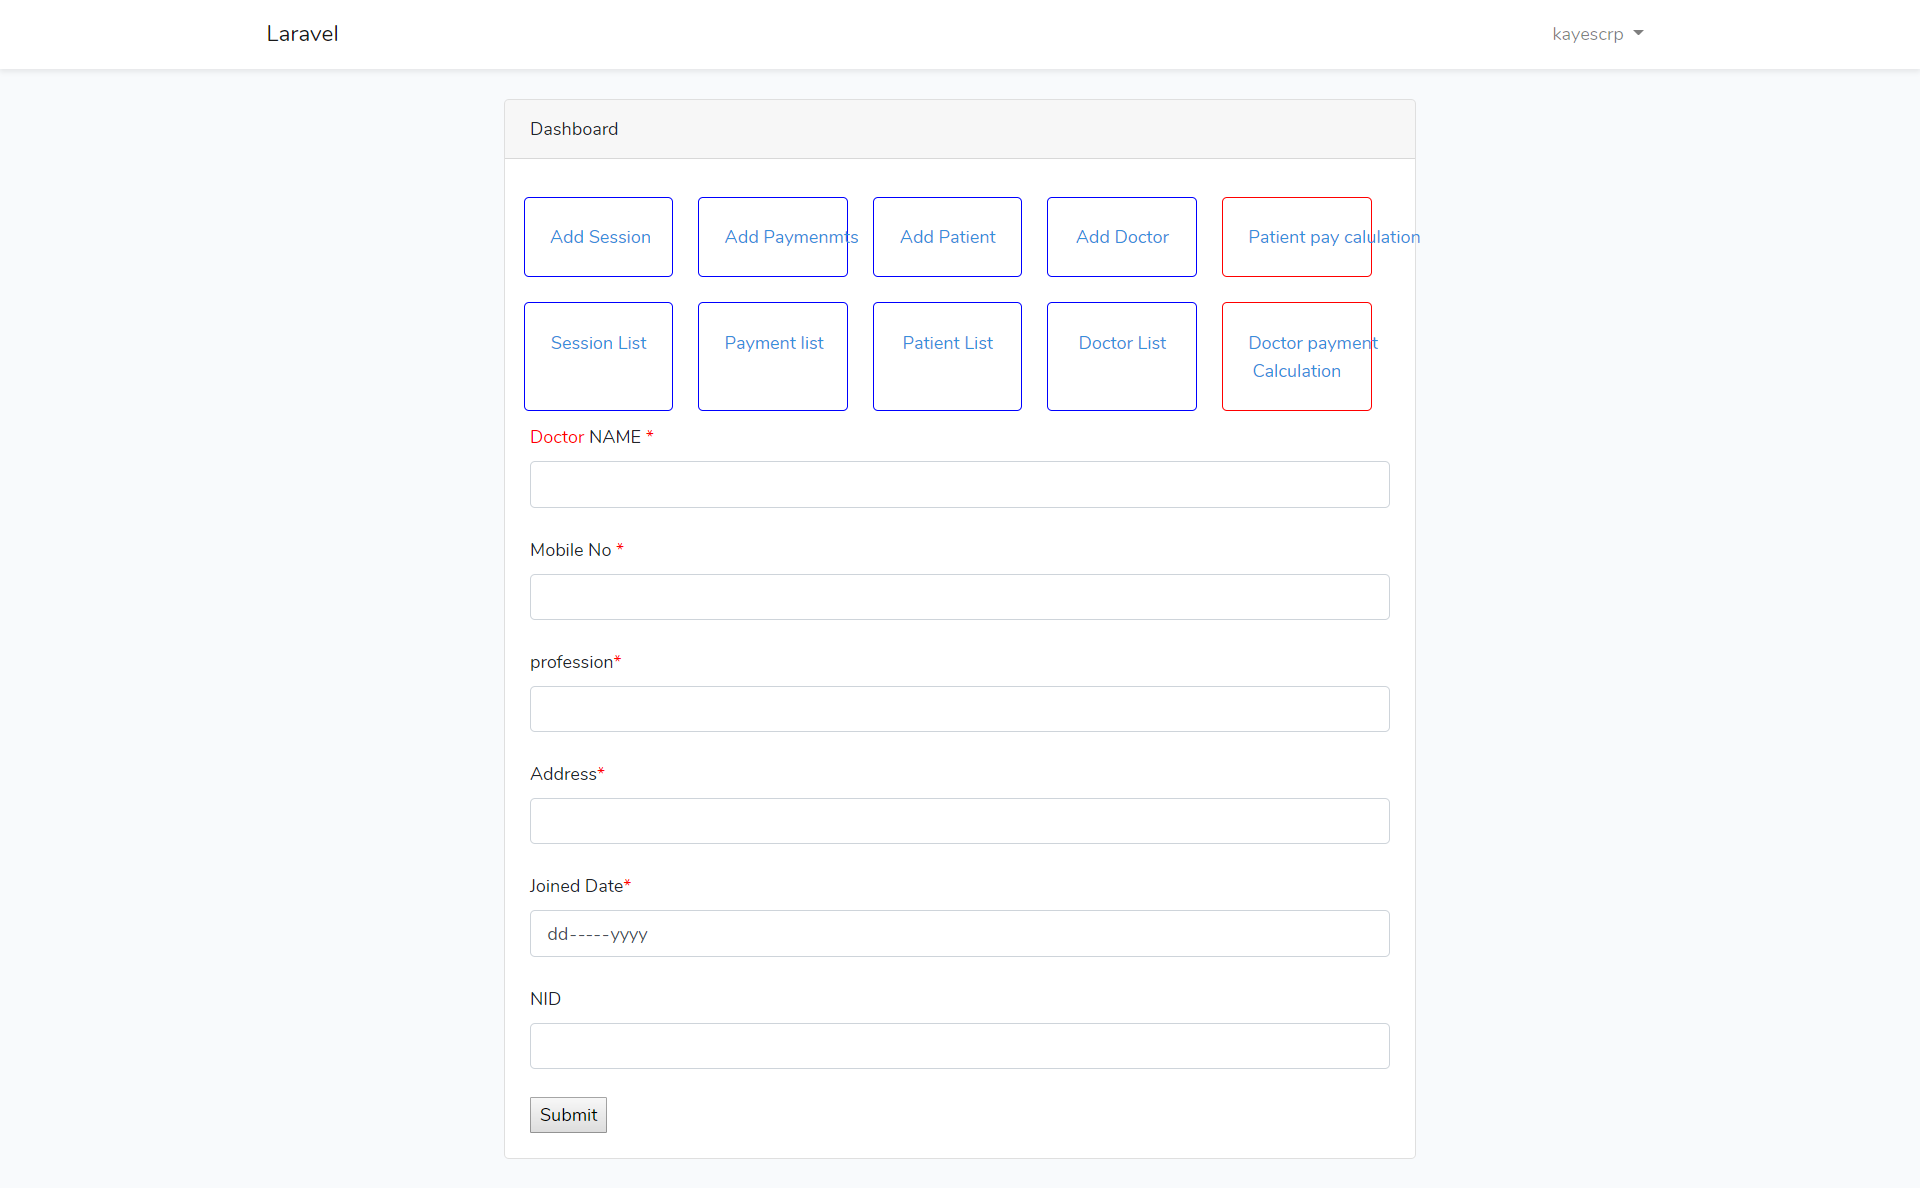 Laravel kayescrp
Dashboard
Add Session Add Paymenmts Add Patient Add Doctor Patient pay calulation
Session List Payment list Patient List Doctor List Doctor payment
Calculation
Doctor NAME *
Mobile No *
profession*
Address*
Joined Date*
dd-----yyyy
NID
Submit